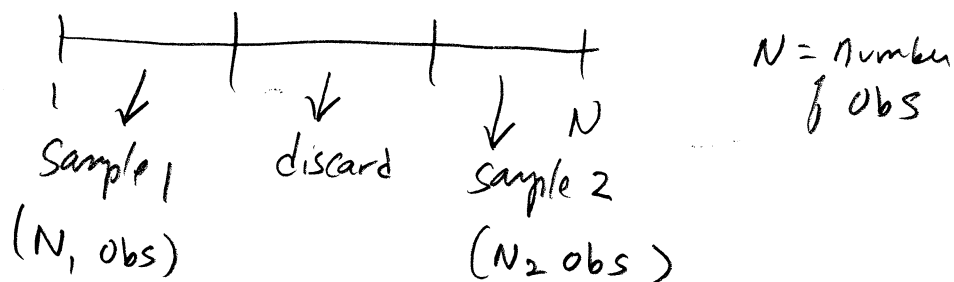 1
N
Sample 1
discard
sample 2
(N1 obs)
(N2 obs)
N = number
of obs